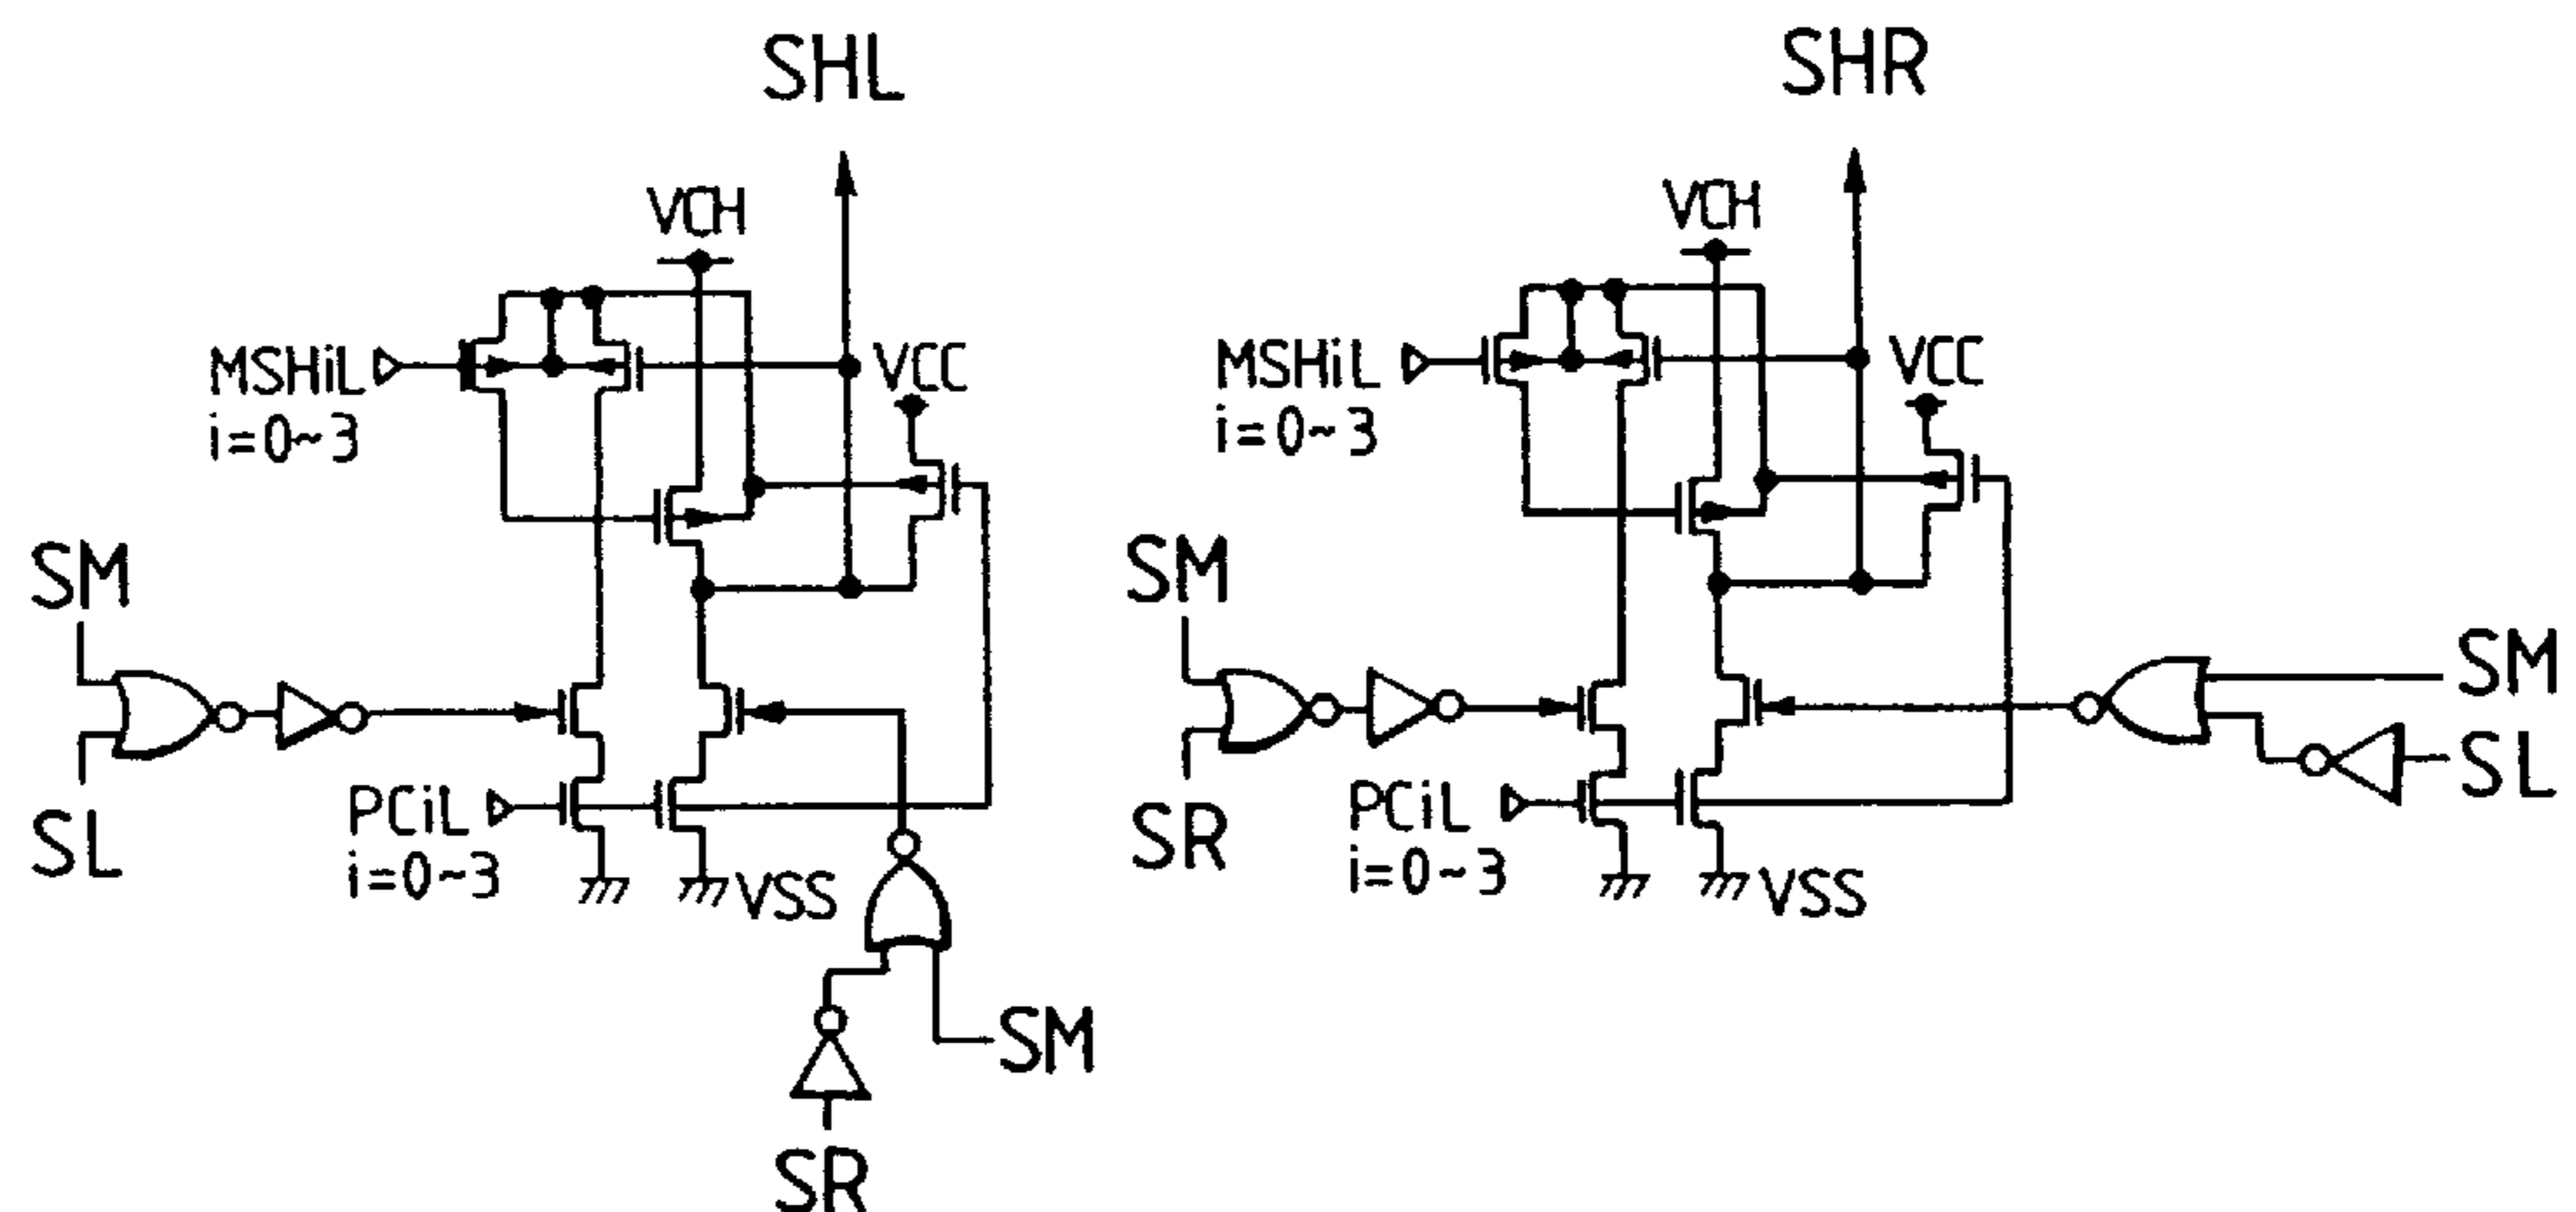 SHL
VCH
MSHiL
i=0~3
VCC
SM
SL
PCiL
i=0~3
VSS
SM
SR
SHR
VCH
MSHiL
i=0~3
VCC
SM
SR
PCiL
i=0~3
VSS
SM
SL